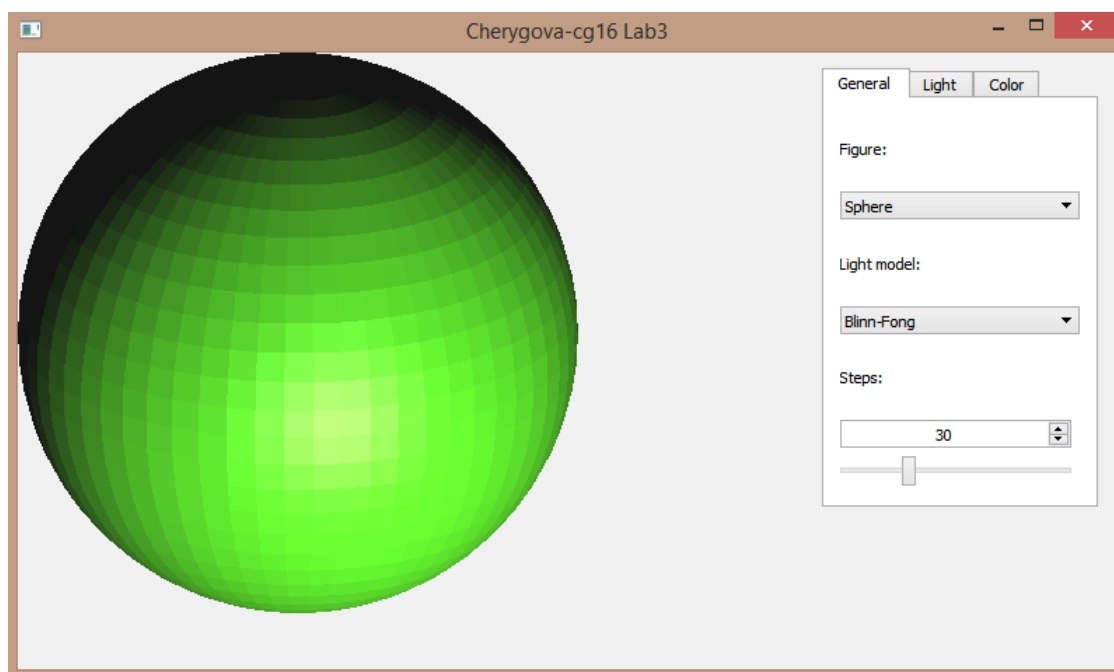 Cherygova-cg16 Lab3
General Light Color
Figure:
Sphere
Light model:
Blinn-Fong
Steps:
30